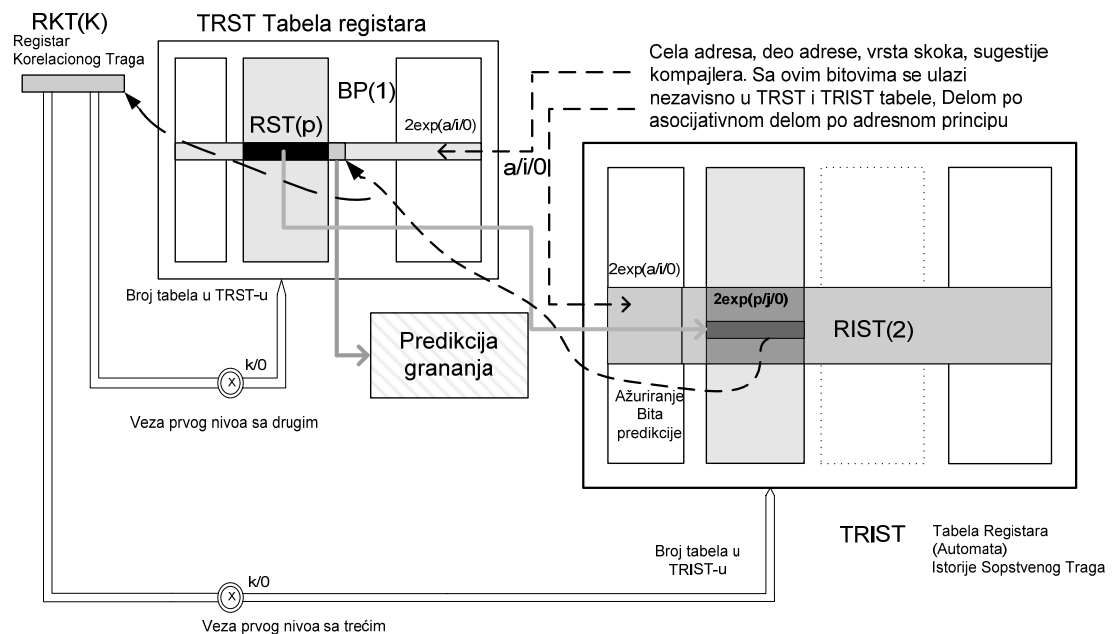 RKT(K)
Registar
Korelacionog Traga
TRST Tabela registara
BP(1)
RST(p)
2exp(a/i/0)
a/i/0
Cela adresa, deo adrese, vrsta skoka, sugestije
kompajlera. Sa ovim bitovima se ulazi
nezavisno u TRST i TRIST tabele, Delom po
asocijativnom delom po adresnom principu
Broj tabela u TRST-u
k/0
X
Veza prvog nivoa sa drugim
Predikcija
grananja
2exp(a/i/0)
2exp(p/j/0)
RIST(2)
Ažuriranje
Bita
predikcije
TRIST
Tabela Registara
(Automata)
Istorije Sopstvenog Traga
Broj tabela u
TRIST-u
k/0
X
Veza prvog nivoa sa trećim